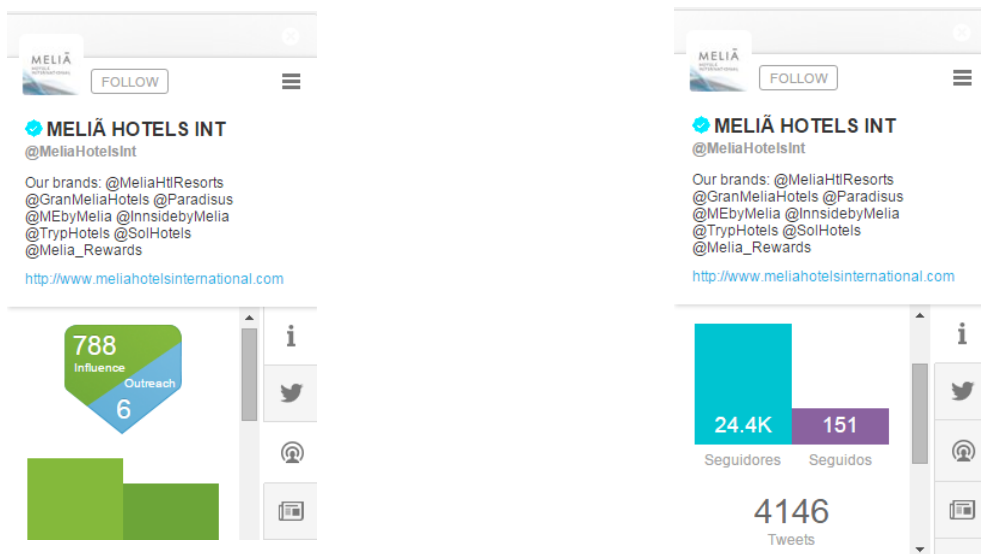 MELIÃ
FOLLOW
MELIÃ HOTELS INT
@MeliaHotelsInt
Our brands: @MeliaHtlResorts
@GranMeliaHotels @Paradisus
@MEbyMelia @InnsidebyMelia
@TrypHotels @SolHotels
@Melia_Rewards
http://www.meliahotelsinternational.com
788
Influence
Outreach
6
MELIÃ
FOLLOW
MELIÃ HOTELS INT
@MeliaHotelsInt
Our brands: @MeliaHtlResorts
@GranMeliaHotels @Paradisus
@MEbyMelia @InnsidebyMelia
@TrypHotels @SolHotels
@Melia_Rewards
http://www.meliahotelsinternational.com
24.4K 151
Seguidores Seguidos
4146
Tweets